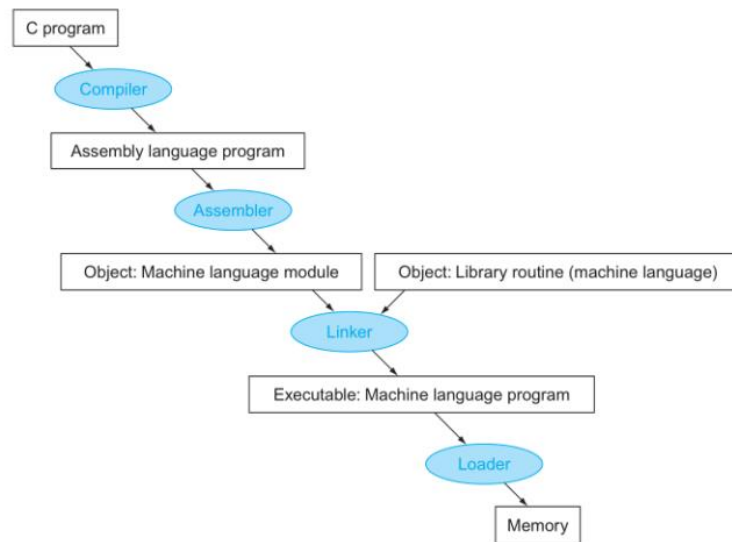 C program
Compiler
Assembly language program
Assembler
Object: Machine language module
Object: Library routine (machine language)
Linker
Executable: Machine language program
Loader
Memory